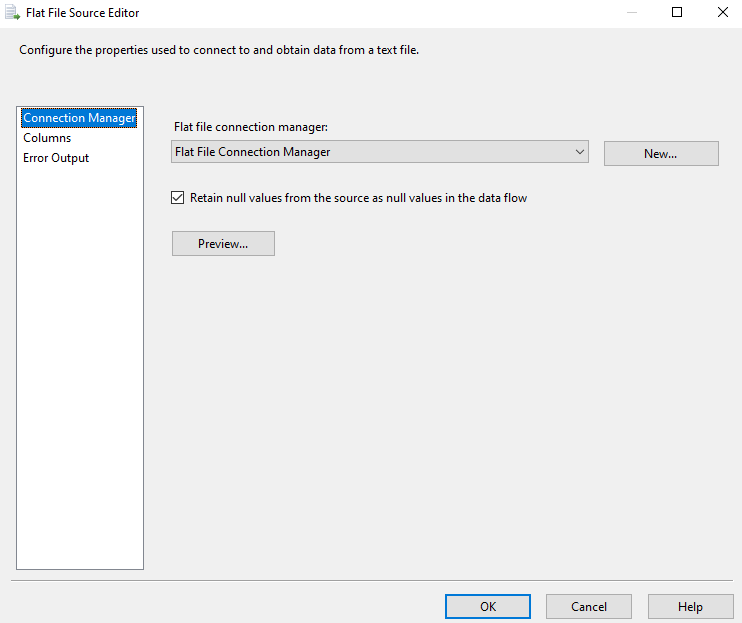 Flat File Source Editor
Configure the properties used to connect to and obtain data from a text file.
Connection Manager
Columns
Error Output
Flat file connection manager:
Flat File Connection Manager
New...
Retain null values from the source as null values in the data flow
Preview...
OK
Cancel
Help